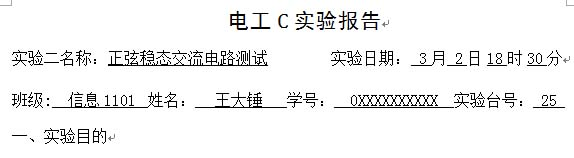 电工 C 实验报告
实验二名称：正弦稳态交流电路测试 实验日期： 3 月 2 日 18 时 30 分
班级: 信息 1101 姓名： 王大锤 学号： 0XXXXXXXXXX 实验台号： 25
一、实验目的